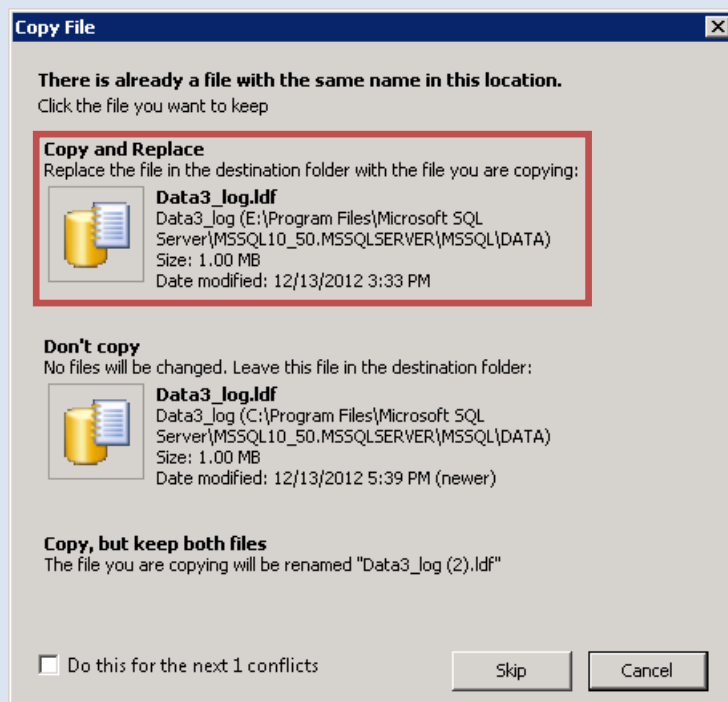 Copy File
There is already a file with the same name in this location.
Click the file you want to keep
Copy and Replace
Replace the file in the destination folder with the file you are copying:
Data3_log.ldf
Data3_log (E:\Program Files\Microsoft SQL
Server\MSSQL10_50.MSSQLSERVER\MSSQL\DATA)
Size: 1.00 MB
Date modified: 12/13/2012 3:33 PM
Don't copy
No files will be changed. Leave this file in the destination folder:
Data3_log.ldf
Data3_log (C:\Program Files\Microsoft SQL
Server\MSSQL10_50.MSSQLSERVER\MSSQL\DATA)
Size: 1.00 MB
Date modified: 12/13/2012 5:39 PM (newer)
Copy, but keep both files
The file you are copying will be renamed "Data3_log (2).ldf"
Do this for the next 1 conflicts
Skip
Cancel